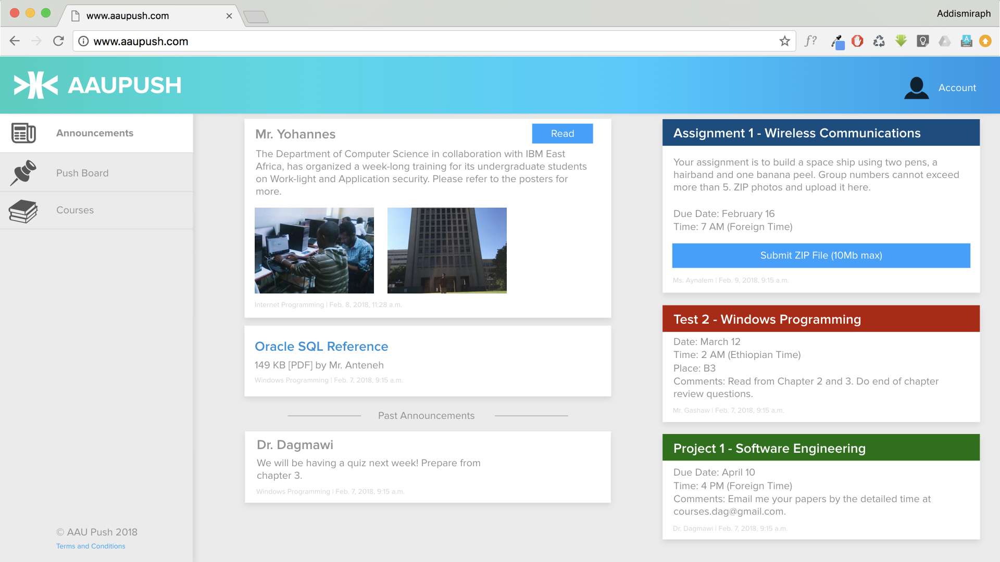 www.aaupush.com
Addismiraph
www.aaupush.com
f?
AAUPUSH
Account
Announcements
Push Board
Courses
© AAU Push 2018
Terms and Conditions
Mr. Yohannes
Read
The Department of Computer Science in collaboration with IBM East
Africa, has organized a week-long training for its undergraduate students
on Work-light and Application security. Please refer to the posters for
more.
Internet Programming | Feb. 8, 2018, 11:28 a.m.
Oracle SQL Reference
149 KB [PDF] by Mr. Anteneh
Windows Programming | Feb. 7, 2018, 9:15 a.m.
Past Announcements
Dr. Dagmawi
We will be having a quiz next week! Prepare from
chapter 3.
Windows Programming | Feb. 7, 2018, 9:15 a.m.
Assignment 1 - Wireless Communications
Your assignment is to build a space ship using two pens, a
hairband and one banana peel. Group numbers cannot exceed
more than 5. ZIP photos and upload it here.
Due Date: February 16
Time: 7 AM (Foreign Time)
Submit ZIP File (10Mb max)
Ms. Aynalem | Feb. 9, 2018, 9:15 a.m.
Test 2 - Windows Programming
Date: March 12
Time: 2 AM (Ethiopian Time)
Place: B3
Comments: Read from Chapter 2 and 3. Do end of chapter
review questions.
Mr. Gashaw | Feb. 7, 2018, 9:15 a.m.
Project 1 - Software Engineering
Due Date: April 10
Time: 4 PM (Foreign Time)
Comments: Email me your papers by the detailed time at
courses.dag@gmail.com.
Dr. Dagmawi | Feb. 7, 2018, 9:15 a.m.